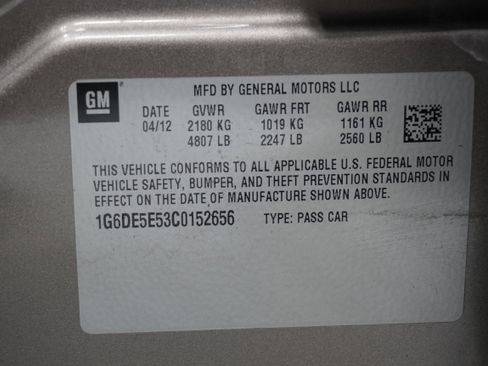 GM
MFD BY GENERAL MOTORS LLC
DATE GVWR GAWR FRT GAWR RR
04/12 2180 KG 1019 KG 1161 KG
4807 LB 2247 LB 2560 LB
THIS VEHICLE CONFORMS TO ALL APPLICABLE U.S. FEDERAL MOTOR
VEHICLE SAFETY, BUMPER, AND THEFT PREVENTION STANDARDS IN
EFFECT ON THE DATE OF MANUFACTURE SHOWN ABOVE.
1G6DE5E53C0152656 TYPE: PASS CAR